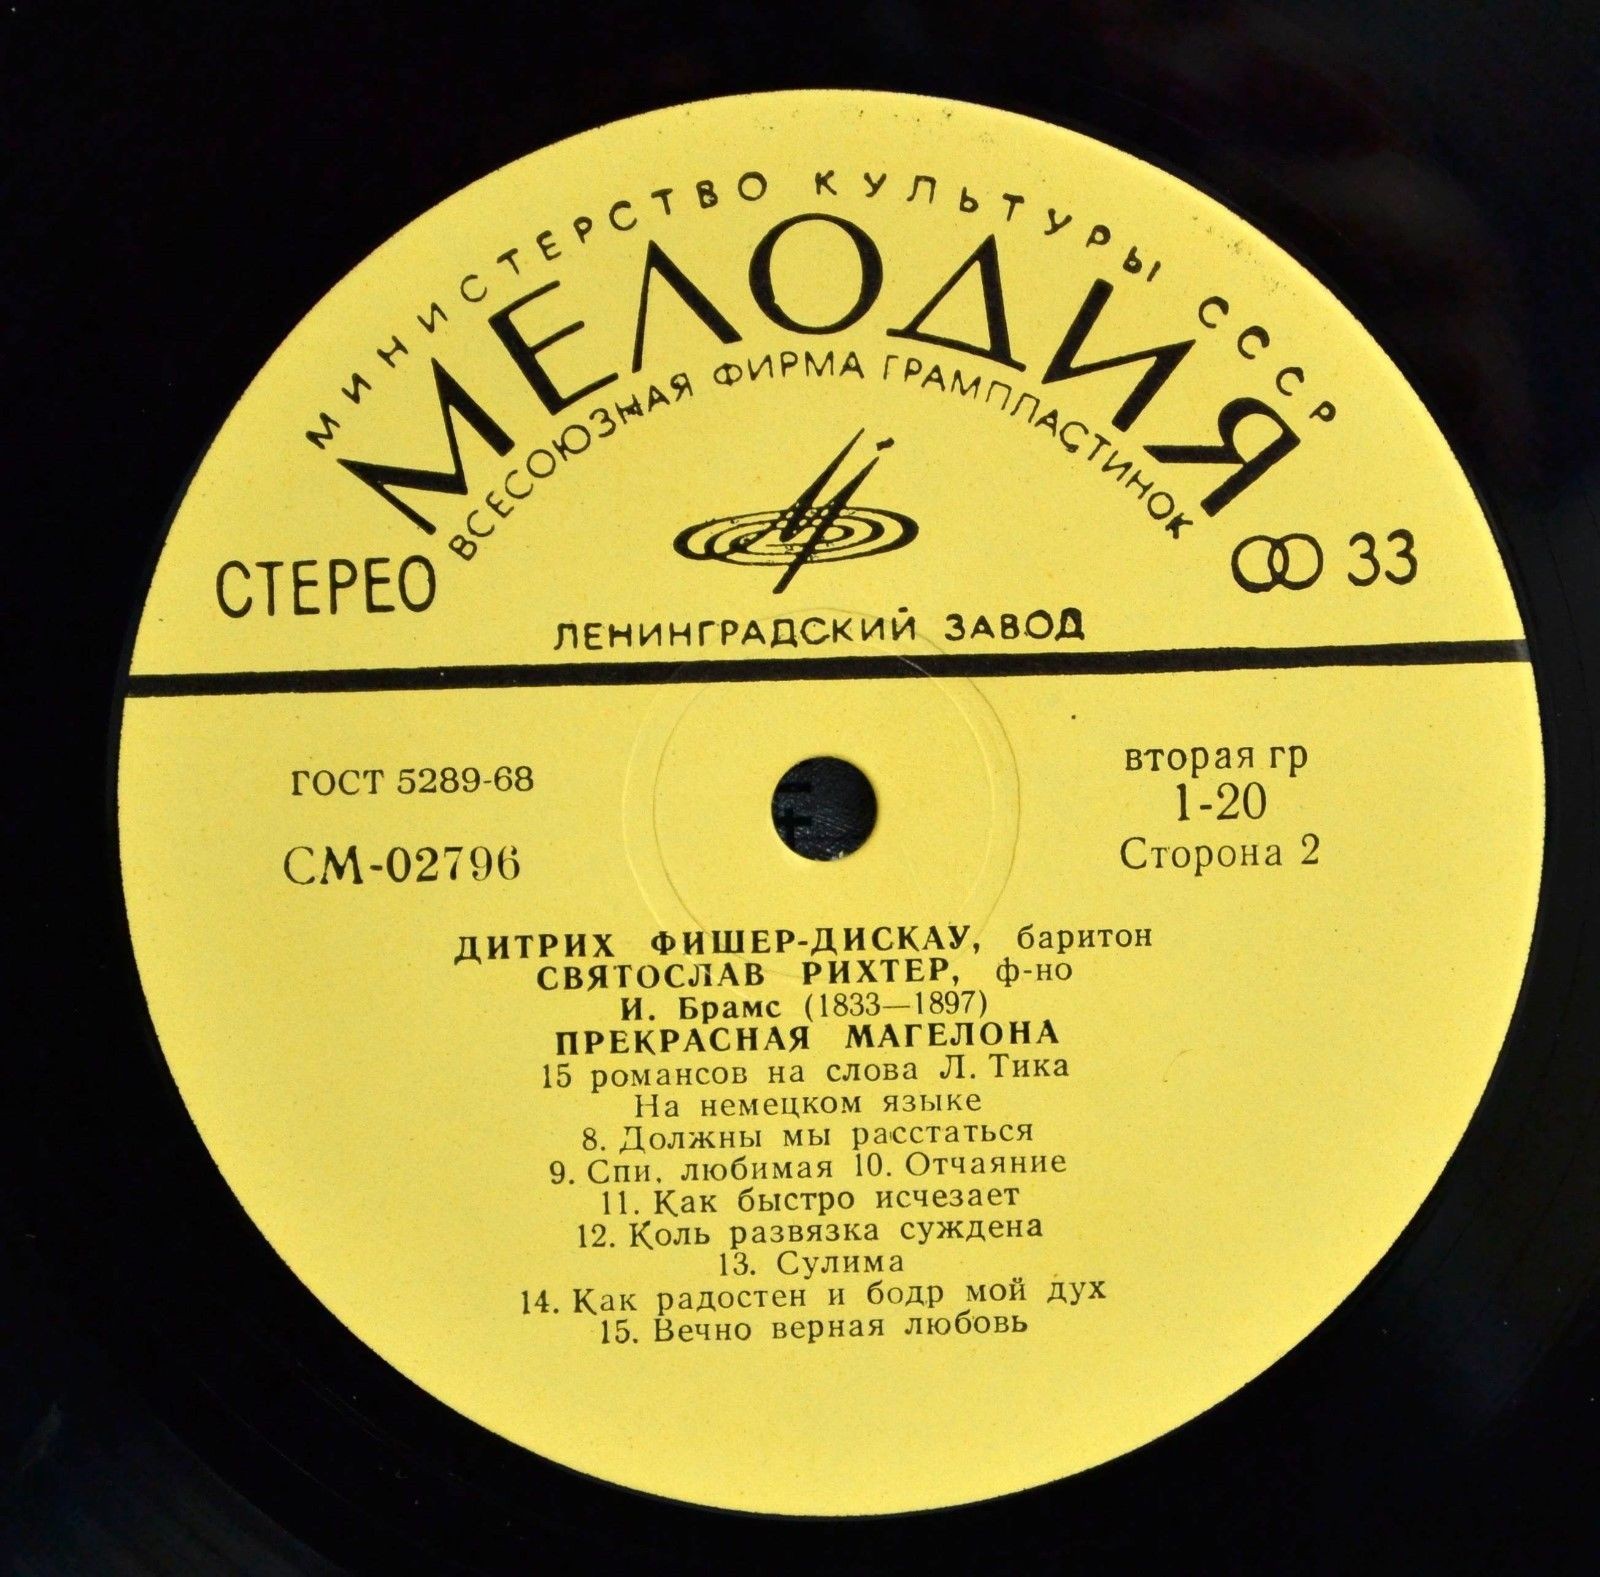 МИНИСТЕРСТВО КУЛЬТУРЫ СССР
МЕЛОДИЯ
ВСЕСОЮЗНАЯ ФИРМА ГРАМПЛАСТИНОК
СТЕРЕО
33
ЛЕНИНГРАДСКИЙ ЗАВОД
ГОСТ 5289-68
СМ-02796
вторая гр
1-20
Сторона 2
ДИТРИХ ФИШЕР-ДИСКАУ, баритон
СВЯТОСЛАВ РИХТЕР, ф-но
И. Брамс (1833—1897)
ПРЕКРАСНАЯ МАГЕЛОНА
15 романсов на слова Л. Тика
На немецком языке
8. Должны мы расстаться
9. Спи, любимая 10. Отчаяние
11. Как быстро исчезает
12. Коль развязка суждена
13. Сулима
14. Как радостен и бодр мой дух
15. Вечно верная любовь